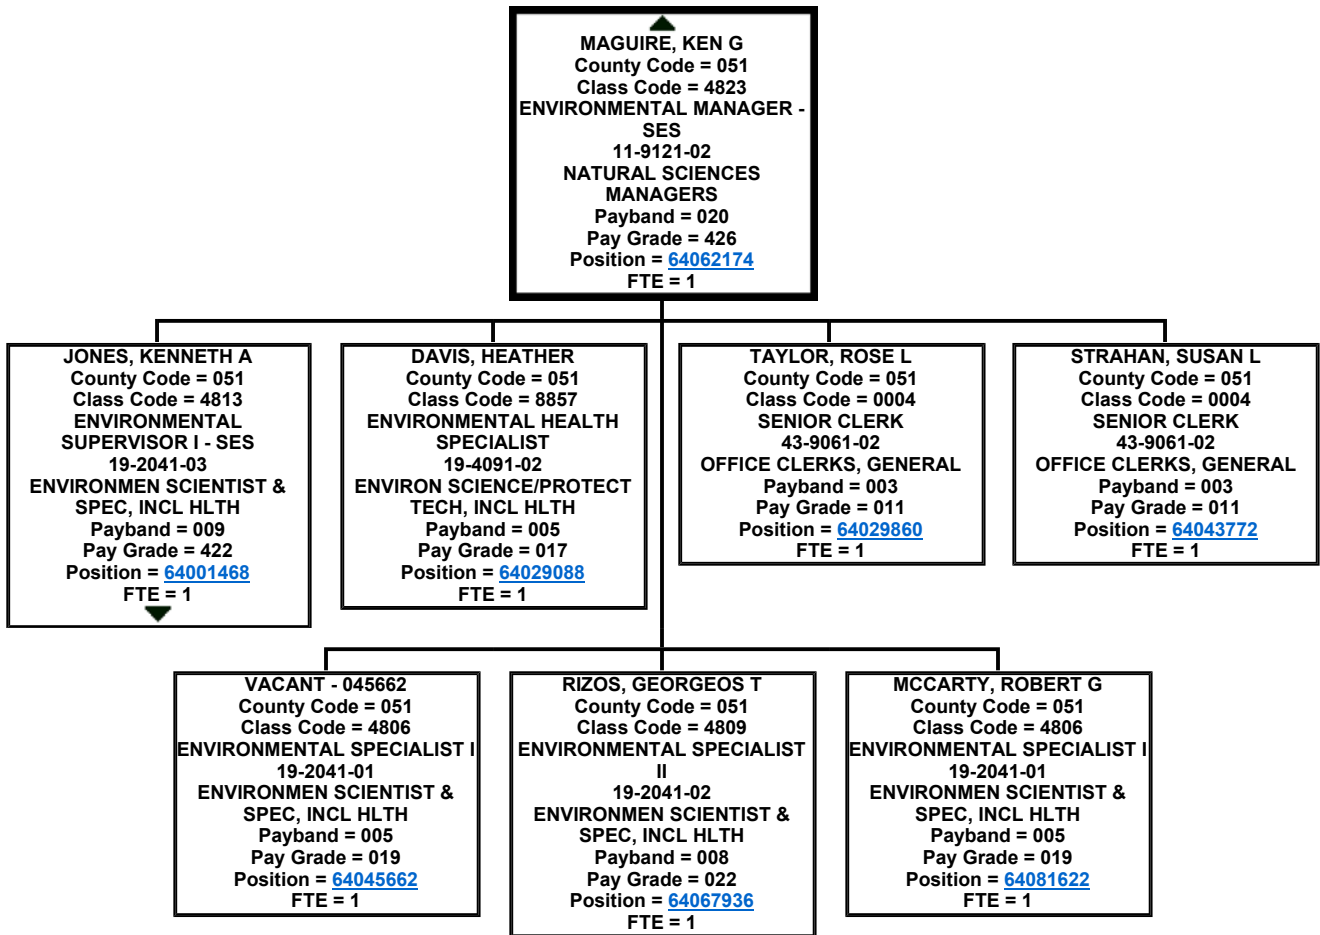 MAGUIRE, KEN G
County Code = 051
Class Code = 4823
ENVIRONMENTAL MANAGER -
SES
11-9121-02
NATURAL SCIENCES
MANAGERS
Payband = 020
Pay Grade = 426
Position = 64062174
FTE = 1
JONES, KENNETH A
County Code = 051
Class Code = 4813
ENVIRONMENTAL
SUPERVISOR I - SES
19-2041-03
ENVIRONMEN SCIENTIST &
SPEC, INCL HLTH
Payband = 009
Pay Grade = 422
Position = 64001468
FTE = 1
DAVIS, HEATHER
County Code = 051
Class Code = 8857
ENVIRONMENTAL HEALTH
SPECIALIST
19-4091-02
ENVIRON SCIENCE/PROTECT
TECH, INCL HLTH
Payband = 005
Pay Grade = 017
Position = 64029088
FTE = 1
TAYLOR, ROSE L
County Code = 051
Class Code = 0004
SENIOR CLERK
43-9061-02
OFFICE CLERKS, GENERAL
Payband = 003
Pay Grade = 011
Position = 64029860
FTE = 1
STRAHAN, SUSAN L
County Code = 051
Class Code = 0004
SENIOR CLERK
43-9061-02
OFFICE CLERKS, GENERAL
Payband = 003
Pay Grade = 011
Position = 64043772
FTE = 1
VACANT - 045662
County Code = 051
Class Code = 4806
ENVIRONMENTAL SPECIALIST I
19-2041-01
ENVIRONMEN SCIENTIST &
SPEC, INCL HLTH
Payband = 005
Pay Grade = 019
Position = 64045662
FTE = 1
RIZOS, GEORGEOS T
County Code = 051
Class Code = 4809
ENVIRONMENTAL SPECIALIST
II
19-2041-02
ENVIRONMEN SCIENTIST &
SPEC, INCL HLTH
Payband = 008
Pay Grade = 022
Position = 64067936
FTE = 1
MCCARTY, ROBERT G
County Code = 051
Class Code = 4806
ENVIRONMENTAL SPECIALIST I
19-2041-01
ENVIRONMEN SCIENTIST &
SPEC, INCL HLTH
Payband = 005
Pay Grade = 019
Position = 64081622
FTE = 1